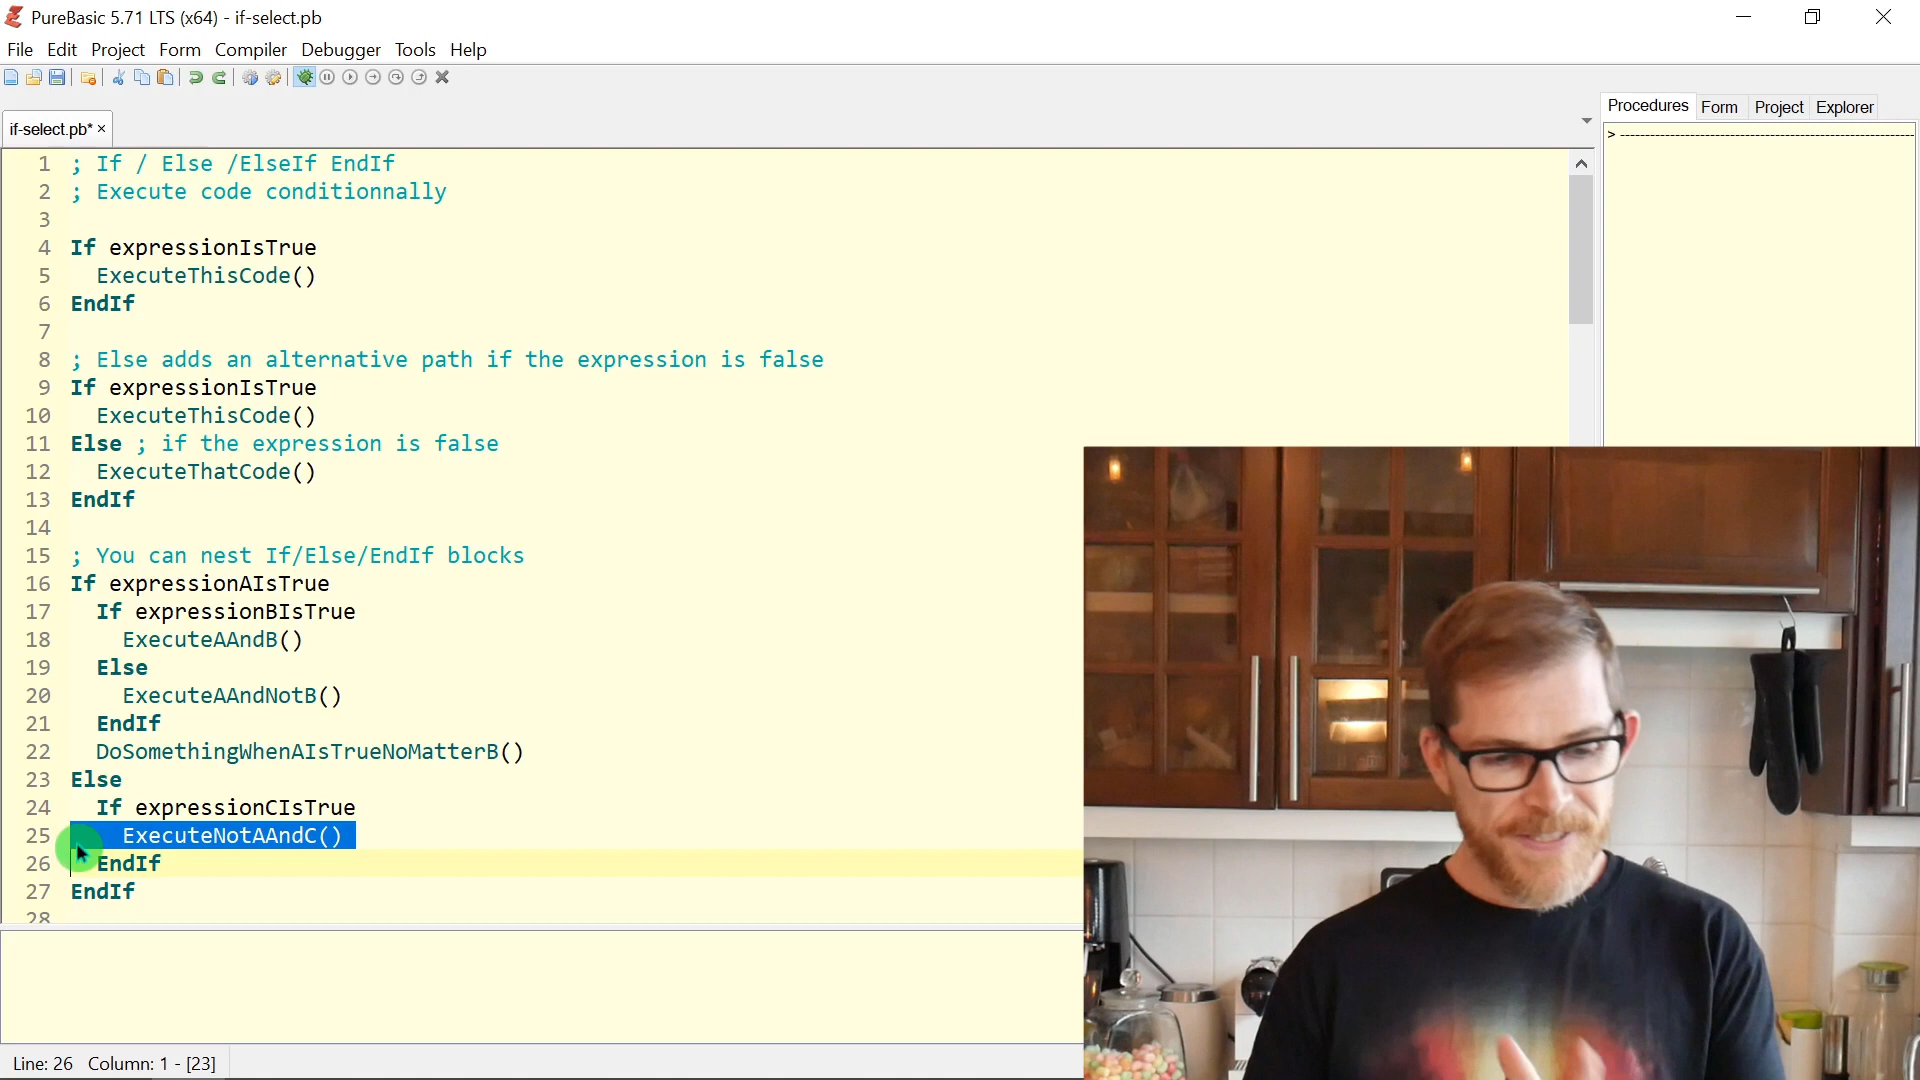 PureBasic 5.71 LTS (x64) - if-select.pb
File Edit Project Form Compiler Debugger Tools Help
if-select.pb*
Procedures Form Project Explorer
1 ; If / Else /ElseIf EndIf
2 ; Execute code conditionnally
3
4 If expressionIsTrue
5 ExecuteThisCode()
6 EndIf
7
8 ; Else adds an alternative path if the expression is false
9 If expressionIsTrue
10 ExecuteThisCode()
11 Else ; if the expression is false
12 ExecuteThatCode()
13 EndIf
14
15 ; You can nest If/Else/EndIf blocks
16 If expressionAIsTrue
17 If expressionBIsTrue
18 ExecuteAAndB()
19 Else
20 ExecuteAAndNotB()
21 EndIf
22 DoSomethingWhenAIsTrueNoMatterB()
23 Else
24 If expressionCIsTrue
25 ExecuteNotAAndC()
26 EndIf
27 EndIf
28
Line: 26 Column: 1 - [23]